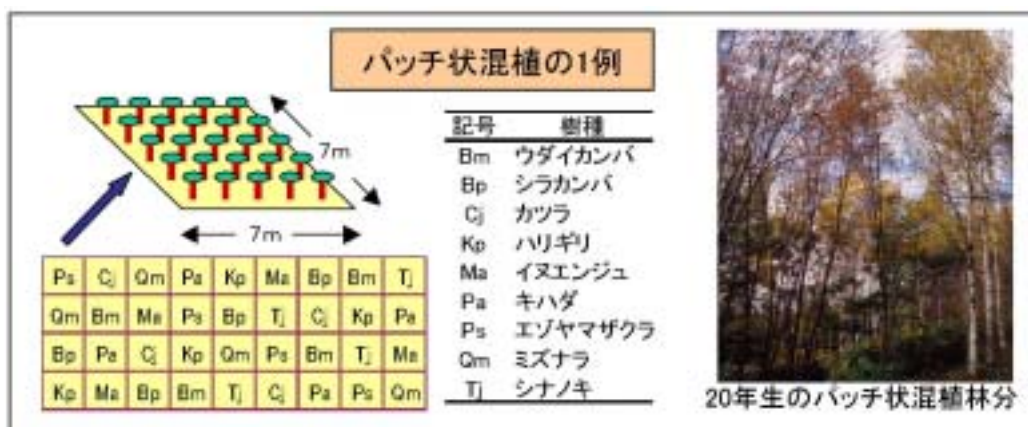 パッチ状混植の1例
7m
7m
記号 樹種
Bm ウダイカンバ
Bp シラカンバ
Cj カツラ
Kp ハリギリ
Ma イヌエンジュ
Pa キハダ
Ps エゾヤマザクラ
Qm ミズナラ
Tj シナノキ
Ps Cj Qm Pa Kp Ma Bp Bm Tj
Qm Bm Ma Ps Bp Tj Cj Kp Pa
Bp Pa Cj Kp Qm Ps Bm Tj Ma
Kp Ma Bp Bm Tj Cj Pa Ps Qm
20年生のパッチ状混植林分